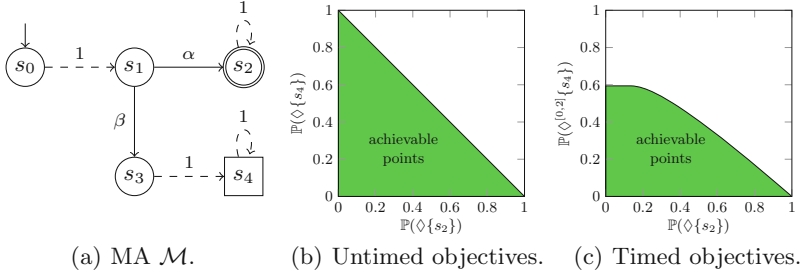 s0
1
s1
α
s2
1
β
s3
1
s4
1
(a) MA M.
1
0.8
0.6
0.4
0.2
0
ℙ(◇{s4})
achievable
points
0 0.2 0.4 0.6 0.8 1
ℙ(◇{s2})
(b) Untimed objectives.
1
0.8
0.6
0.4
0.2
0
ℙ(◇[0,2]{s4})
achievable
points
0 0.2 0.4 0.6 0.8 1
ℙ(◇{s2})
(c) Timed objectives.